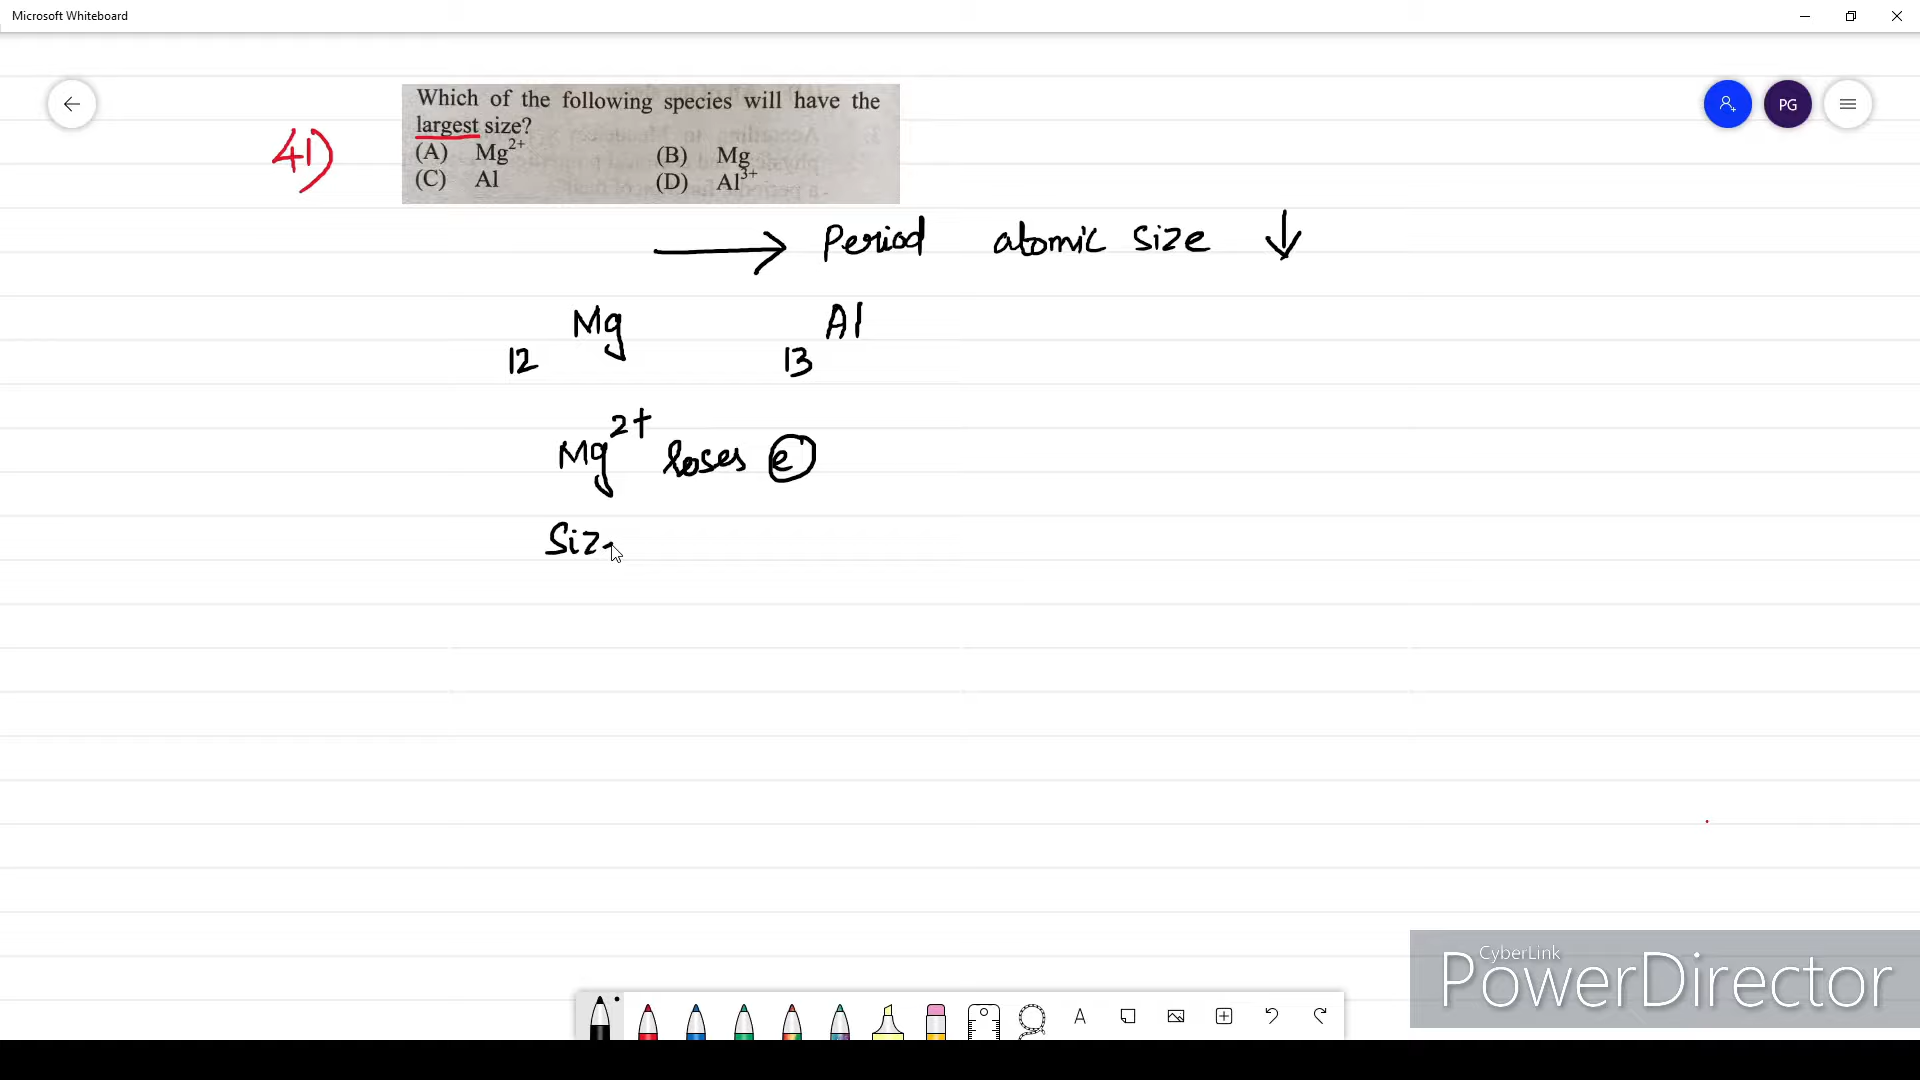 Microsoft Whiteboard
PG
41)
Which of the following species will have the
largest size?
(A) Mg2+ (B) Mg
(C) Al (D) Al3+
→ Period atomic size ↓
12 Mg 13 Al
Mg2+ loses e
Siz
A
CyberLink
PowerDirector